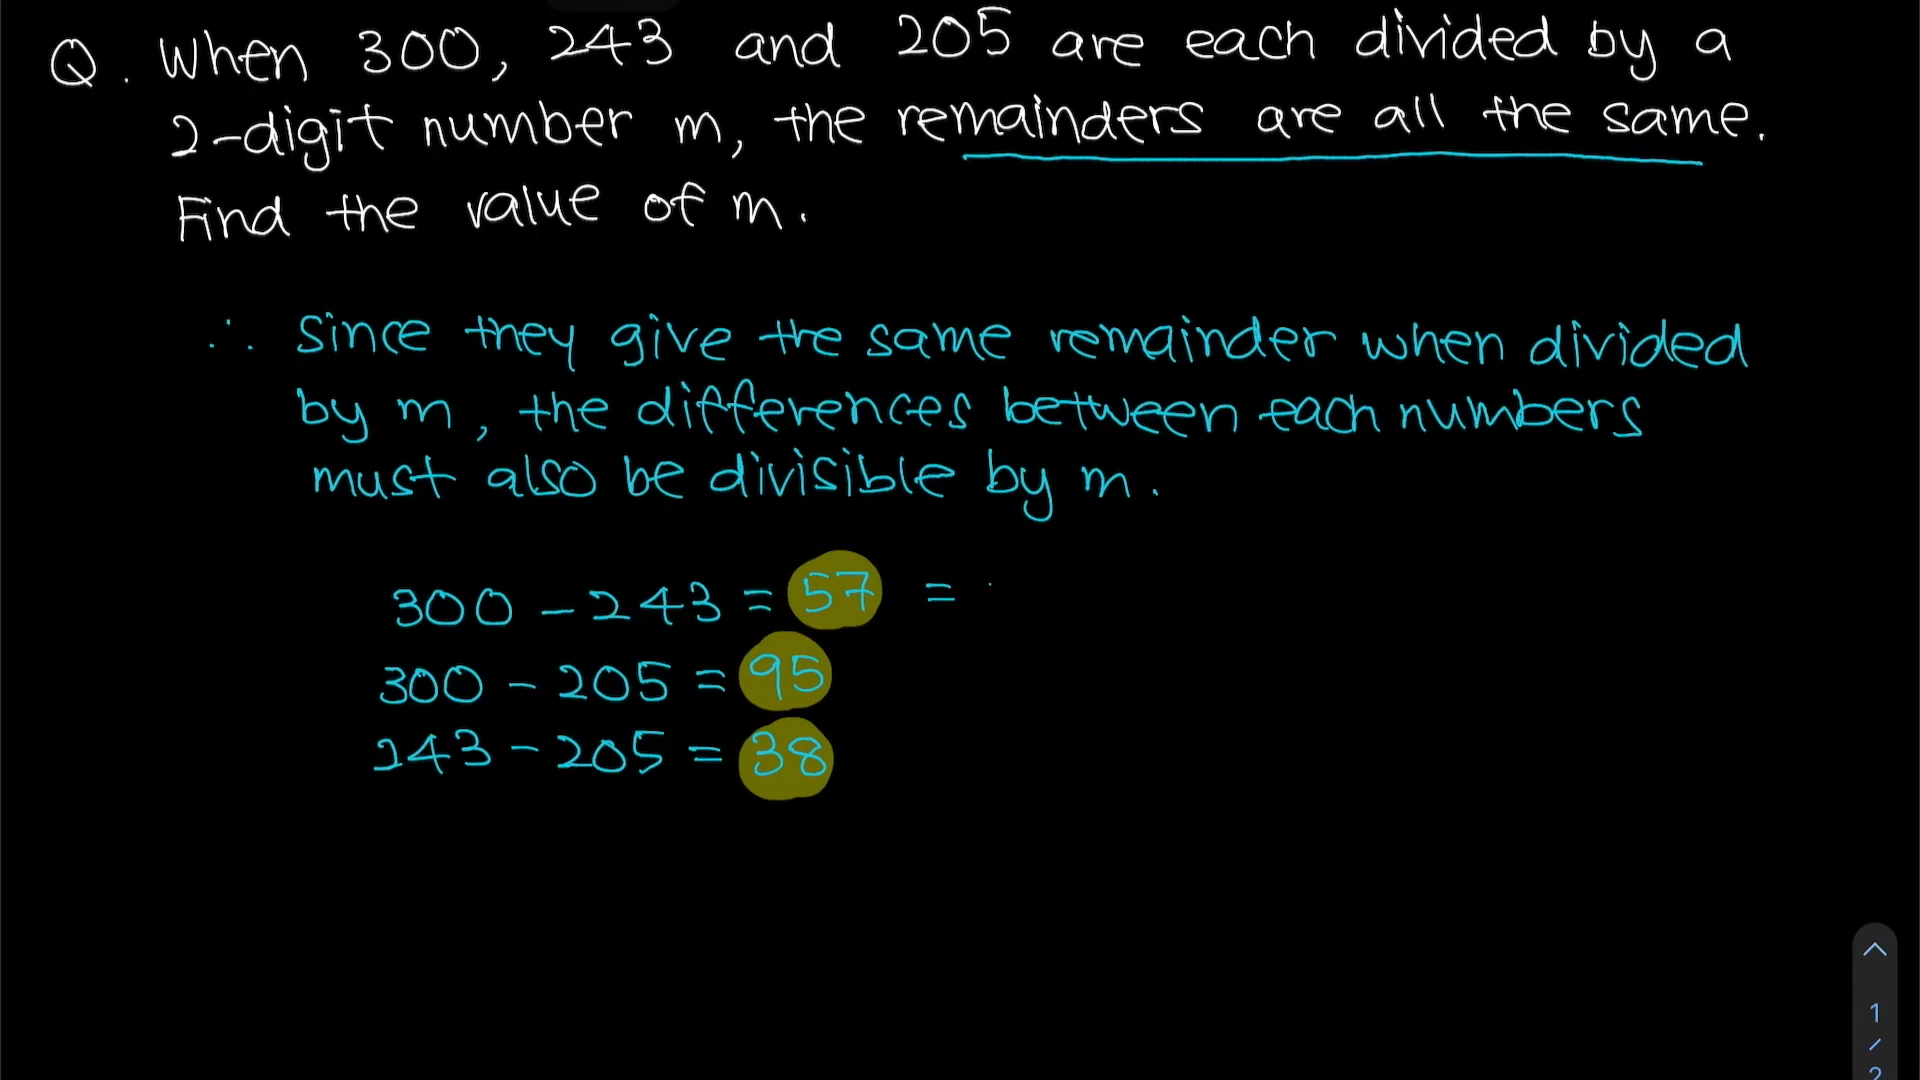 Q. When 300, 243 and 205 are each divided by a
2-digit number m, the remainders are all the same.
Find the value of m.
∴ Since they give the same remainder when divided
by m, the differences between each numbers
must also be divisible by m.
300 - 243 = 57 =
300 - 205 = 95
243 - 205 = 38
1
/
2